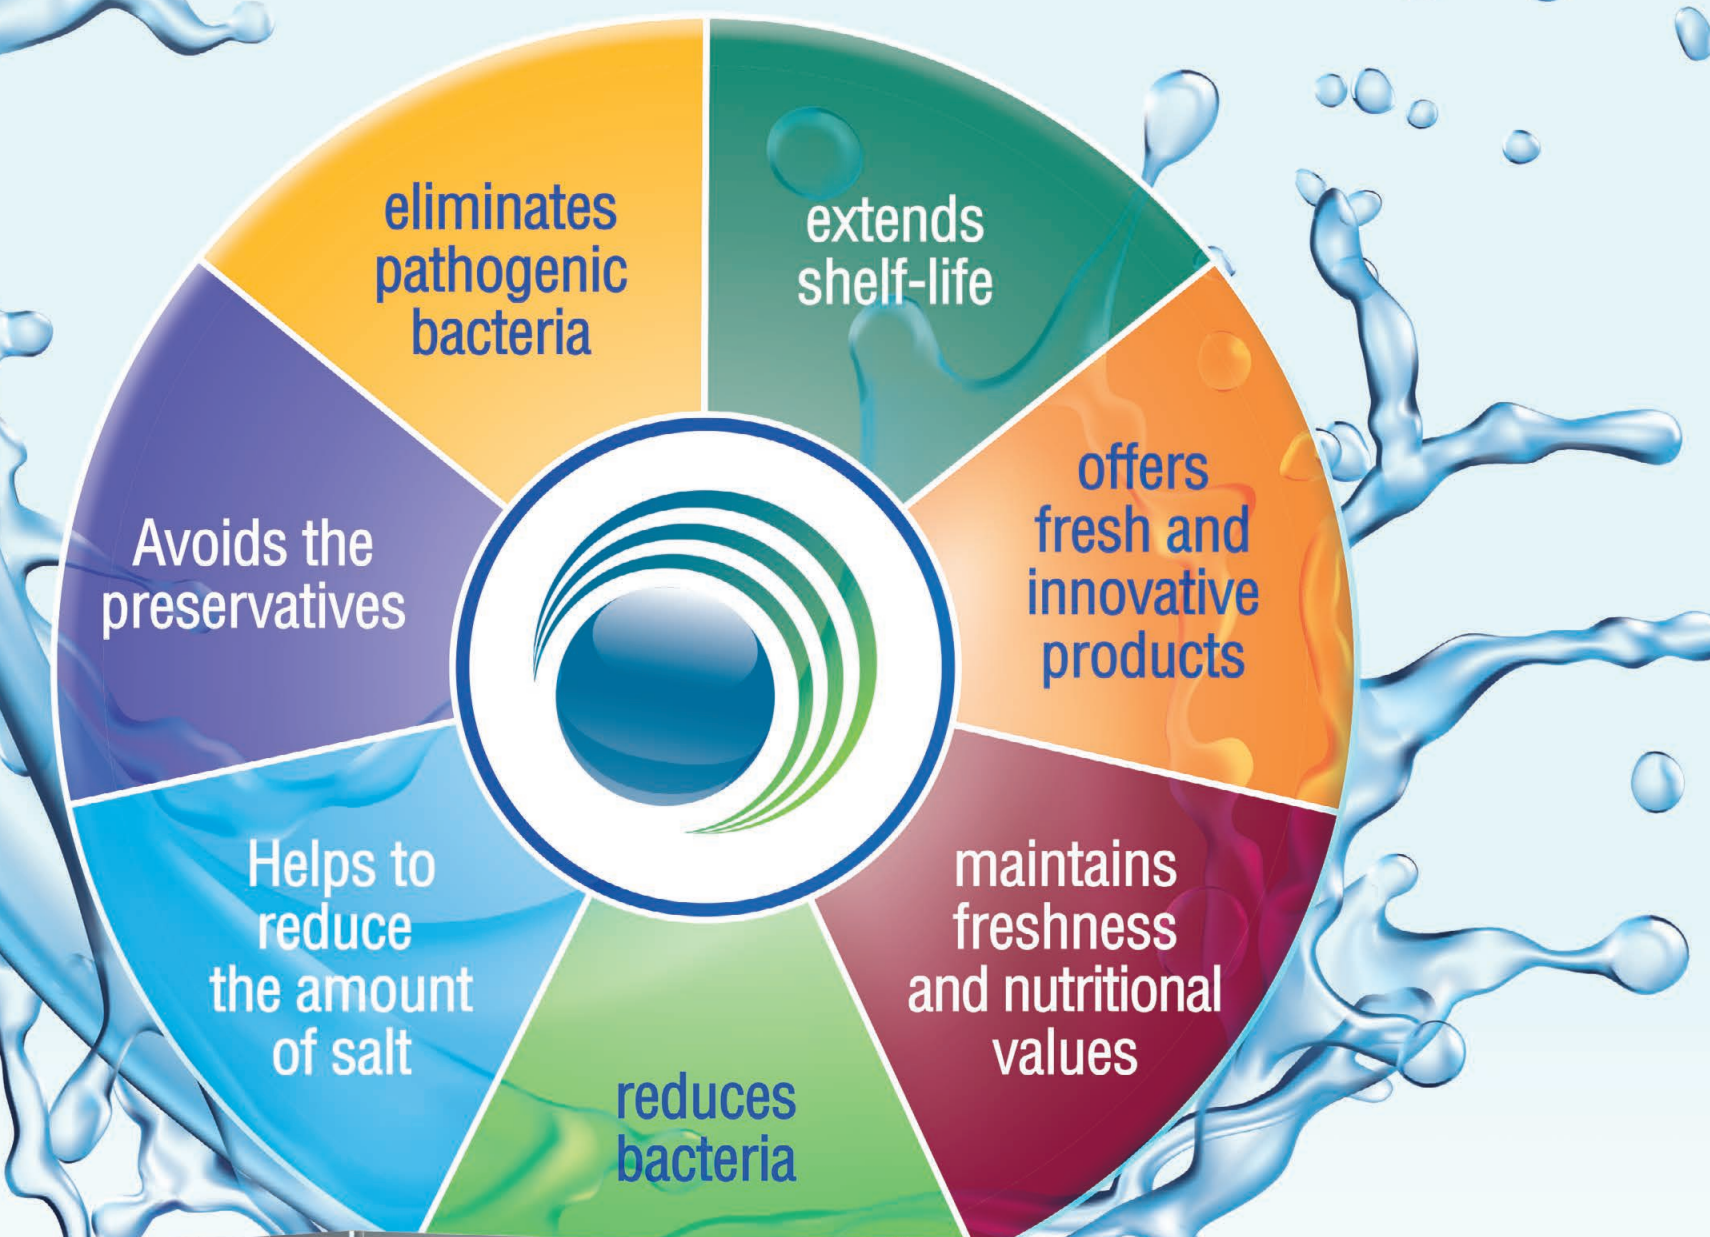 eliminates
pathogenic
bacteria
extends
shelf-life
offers
fresh and
innovative
products
maintains
freshness
and nutritional
values
reduces
bacteria
Helps to
reduce
the amount
of salt
Avoids the
preservatives